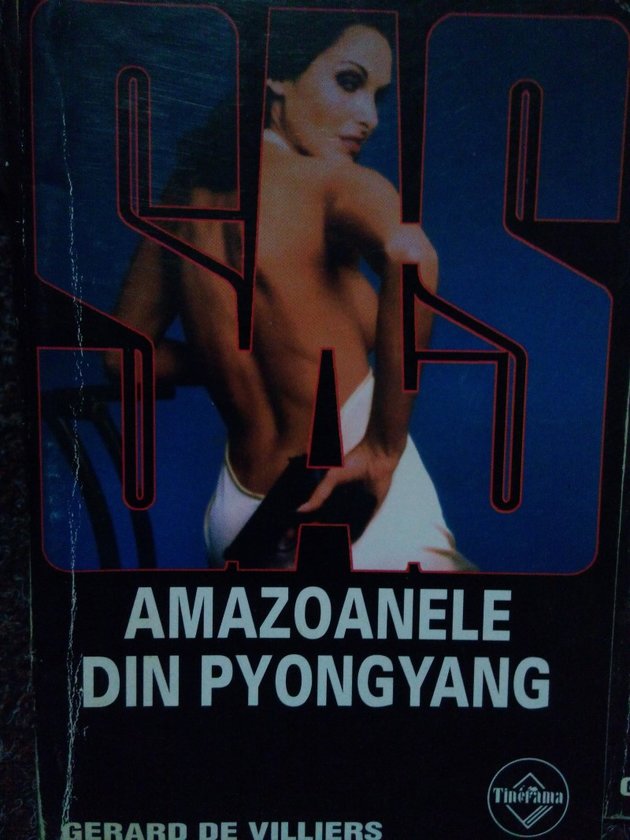 SAS
AMAZOANELE
DIN PYONGYANG
Tinerama
GERARD DE VILLIERS